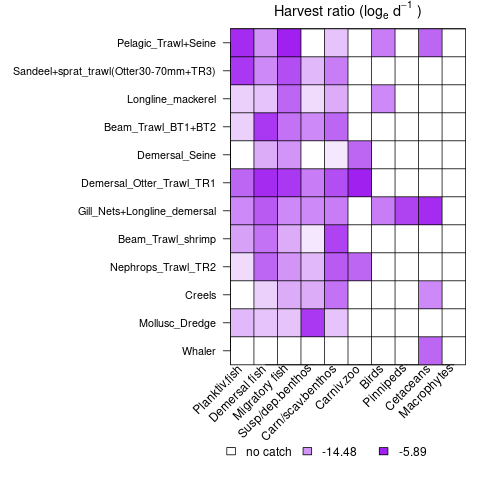 Harvest ratio (logₑ d⁻¹ )
Pelagic_Trawl+Seine
Sandeel+sprat_trawl(Otter30-70mm+TR3)
Longline_mackerel
Beam_Trawl_BT1+BT2
Demersal_Seine
Demersal_Otter_Trawl_TR1
Gill_Nets+Longline_demersal
Beam_Trawl_shrimp
Nephrops_Trawl_TR2
Creels
Mollusc_Dredge
Whaler
Planktiv.fish
Demersal fish
Migratory fish
Susp/dep.benthos
Carn/scav.benthos
Carniv.zoo
Birds
Pinnipeds
Cetaceans
Macrophytes
no catch -14.48 -5.89